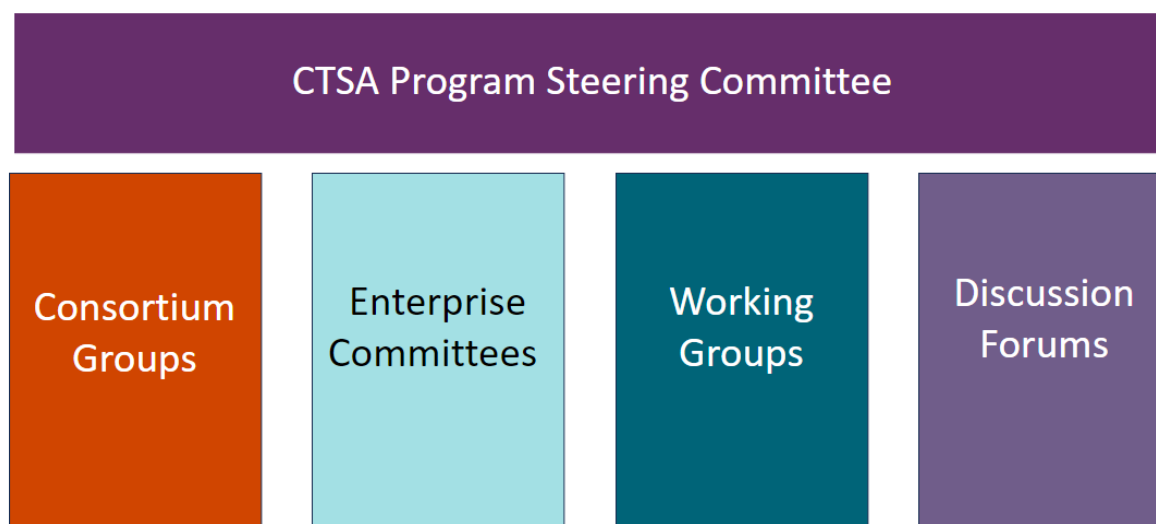 CTSA Program Steering Committee
Consortium
Groups
Enterprise
Committees
Working
Groups
Discussion
Forums